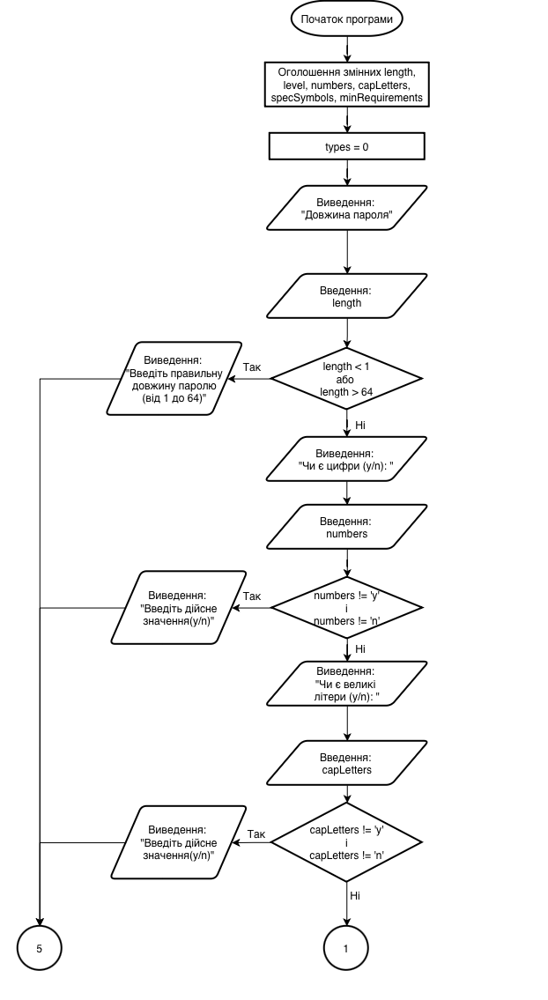 Початок програми
Оголошення змінних length,
level, numbers, capLetters,
specSymbols, minRequirements
types = 0
Виведення:
"Довжина пароля"
Введення:
length
length < 1
або
length > 64
Так
Виведення:
"Введіть правильну
довжину паролю
(від 1 до 64)"
Ні
Виведення:
"Чи є цифри (y/n): "
Введення:
numbers
numbers != 'y'
і
numbers != 'n'
Так
Виведення:
"Введіть дійсне
значення(y/n)"
Ні
Виведення:
"Чи є великі
літери (y/n): "
Введення:
capLetters
capLetters != 'y'
і
capLetters != 'n'
Так
Виведення:
"Введіть дійсне
значення(y/n)"
Ні
5
1